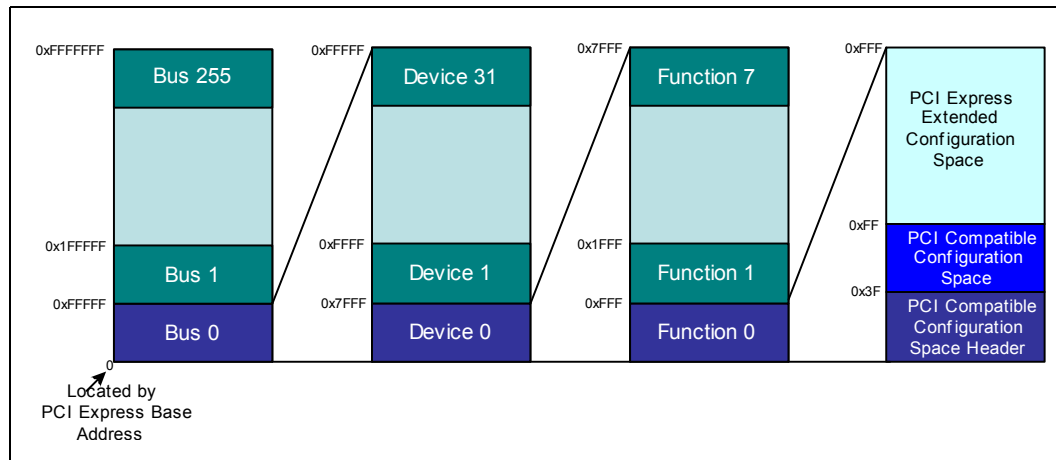 0xFFFFFFF
Bus 255
0x1FFFFF
Bus 1
0xFFFFF
Bus 0
0
Located by
PCI Express Base
Address
0xFFFFF
Device 31
0xFFFF
Device 1
0x7FFF
Device 0
0x7FFF
Function 7
0x1FFF
Function 1
0xFFF
Function 0
0xFFF
PCI Express
Extended
Configuration
Space
0xFF
PCI Compatible
Configuration
Space
0x3F
PCI Compatible
Configuration
Space Header